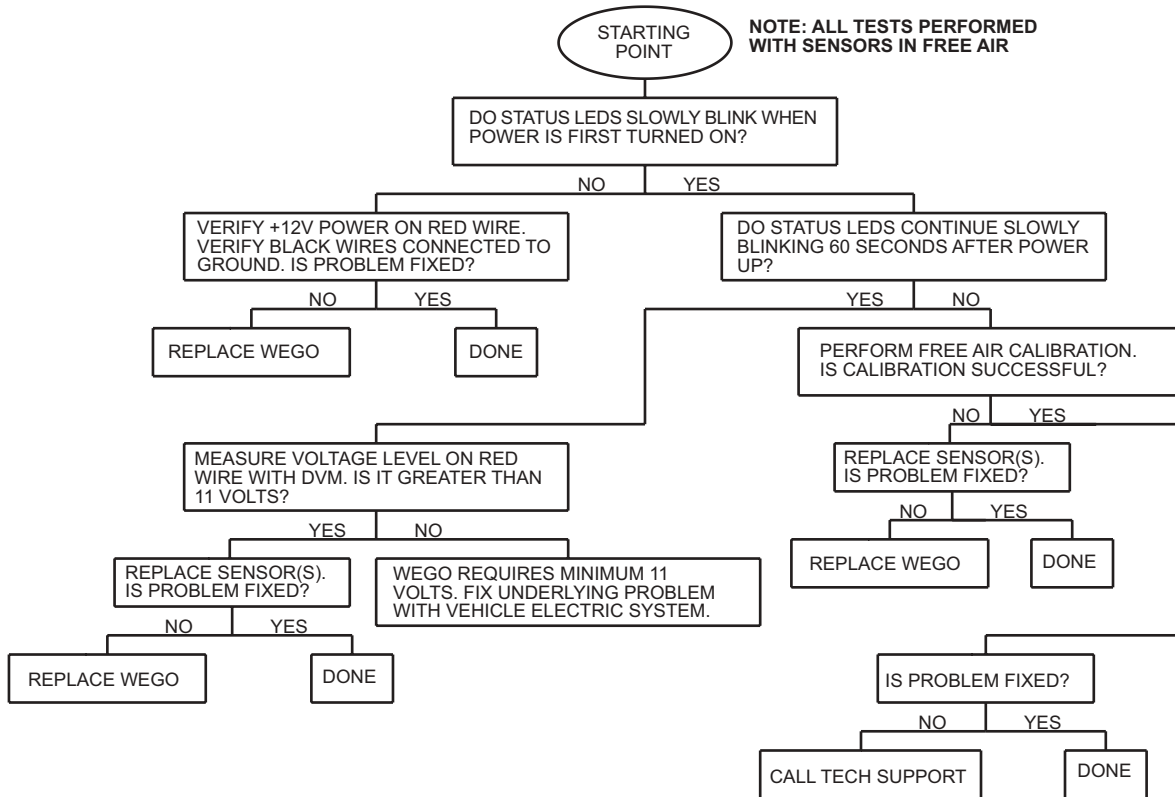 STARTING
POINT
NOTE: ALL TESTS PERFORMED
WITH SENSORS IN FREE AIR
DO STATUS LEDS SLOWLY BLINK WHEN
POWER IS FIRST TURNED ON?
NO
YES
VERIFY +12V POWER ON RED WIRE.
VERIFY BLACK WIRES CONNECTED TO
GROUND. IS PROBLEM FIXED?
DO STATUS LEDS CONTINUE SLOWLY
BLINKING 60 SECONDS AFTER POWER
UP?
NO
YES
YES
NO
REPLACE WEGO
DONE
PERFORM FREE AIR CALIBRATION.
IS CALIBRATION SUCCESSFUL?
NO
YES
MEASURE VOLTAGE LEVEL ON RED
WIRE WITH DVM. IS IT GREATER THAN
11 VOLTS?
REPLACE SENSOR(S).
IS PROBLEM FIXED?
NO
YES
YES
NO
REPLACE WEGO
DONE
REPLACE SENSOR(S).
IS PROBLEM FIXED?
WEGO REQUIRES MINIMUM 11
VOLTS. FIX UNDERLYING PROBLEM
WITH VEHICLE ELECTRIC SYSTEM.
NO
YES
REPLACE WEGO
DONE
IS PROBLEM FIXED?
NO
YES
CALL TECH SUPPORT
DONE